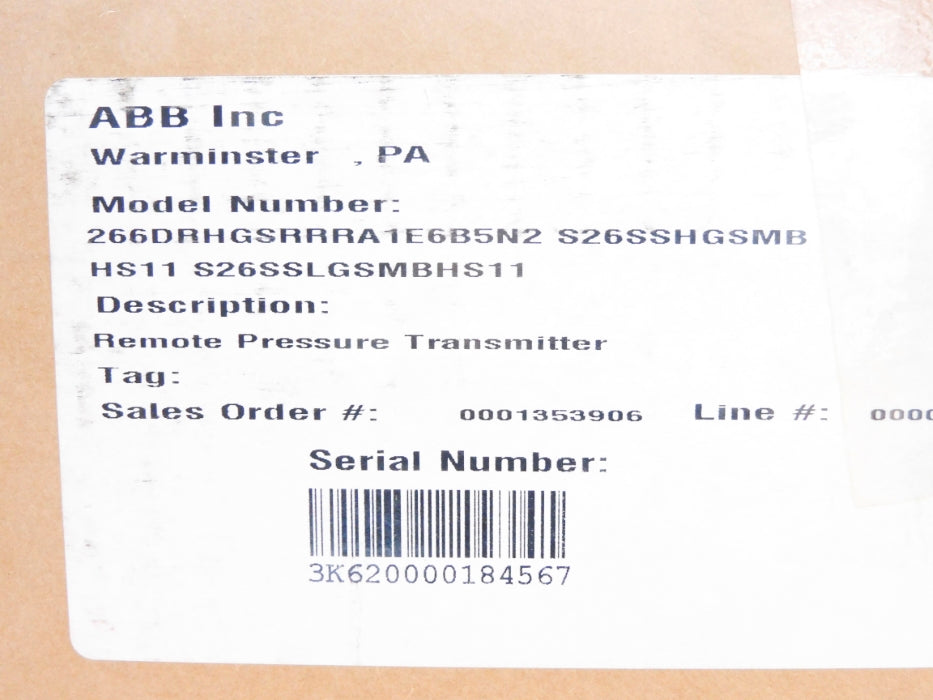 ABB Inc
Warminster , PA
Model Number:
266DRHGSRRRA1E6B5N2 S26SSHGSMB
HS11 S26SSLGSMBHS11
Description:
Remote Pressure Transmitter
Tag:
Sales Order #: 0001353906 Line #:
Serial Number:
3K620000184567